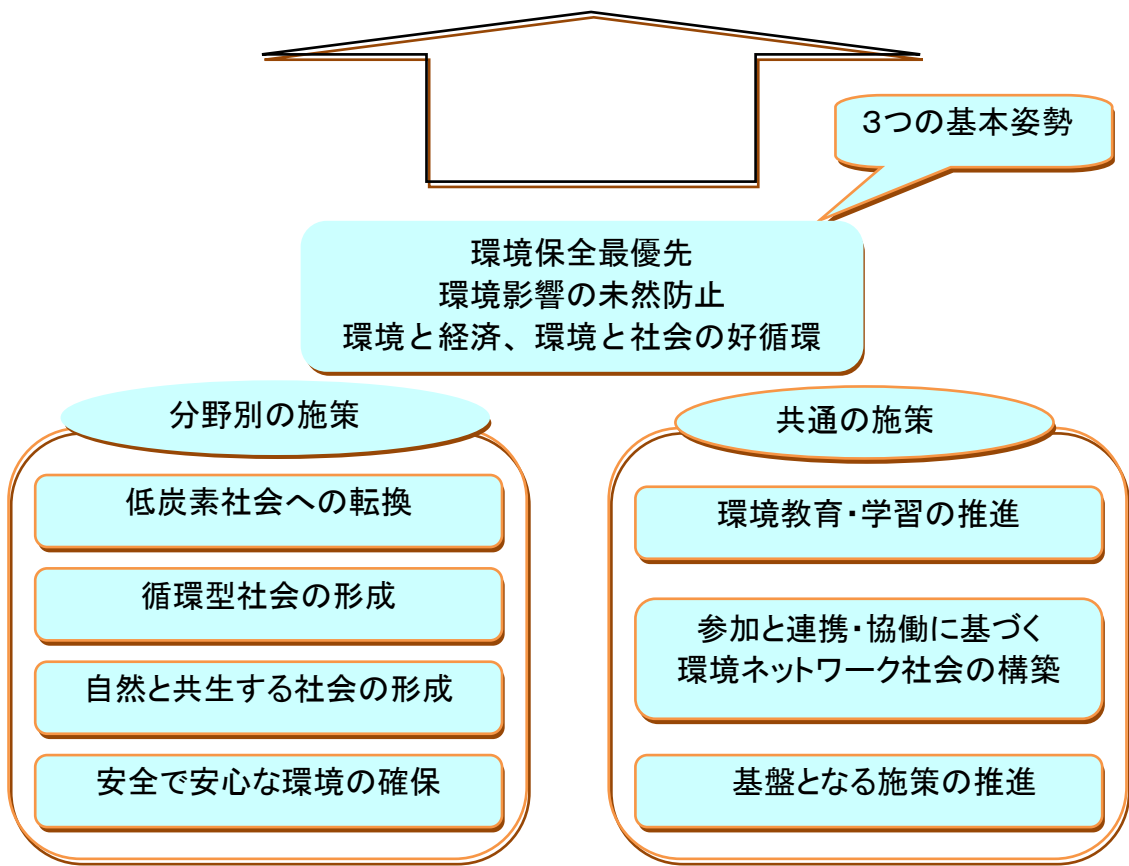 3つの基本姿勢
環境保全最優先
環境影響の未然防止
環境と経済、環境と社会の好循環
分野別の施策
低炭素社会への転換
循環型社会の形成
自然と共生する社会の形成
安全で安心な環境の確保
共通の施策
環境教育・学習の推進
参加と連携・協働に基づく
環境ネットワーク社会の構築
基盤となる施策の推進